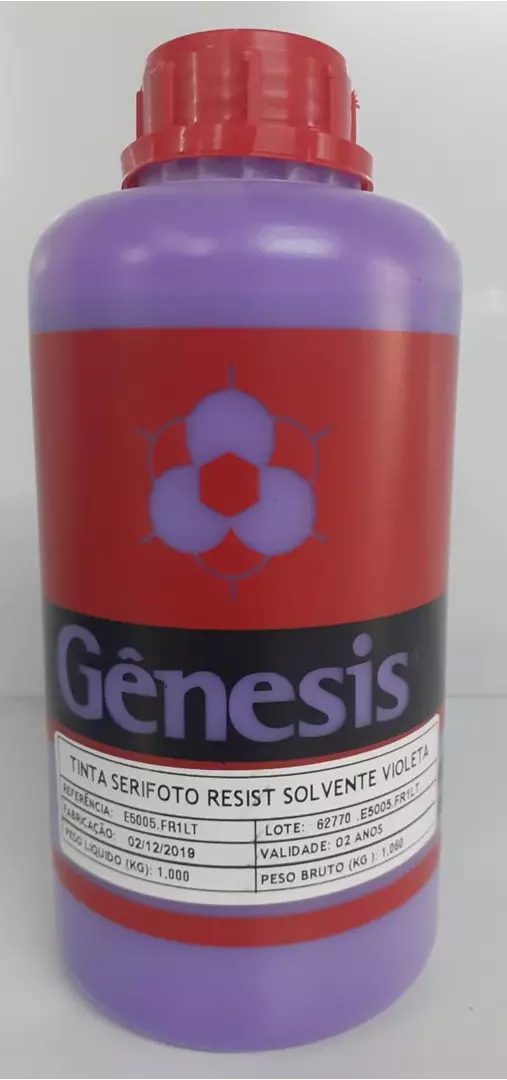 Gênesis
TINTA SERIFOTO RESIST SOLVENTE VIOLETA
REFERÊNCIA: E5005.FR1LT
LOTE: 62770 .E5005.FR1LT
FABRICAÇÃO: 02/12/2019
VALIDADE: 02 ANOS
PESO LIQUIDO (KG): 1.000
PESO BRUTO (KG ): 1.060